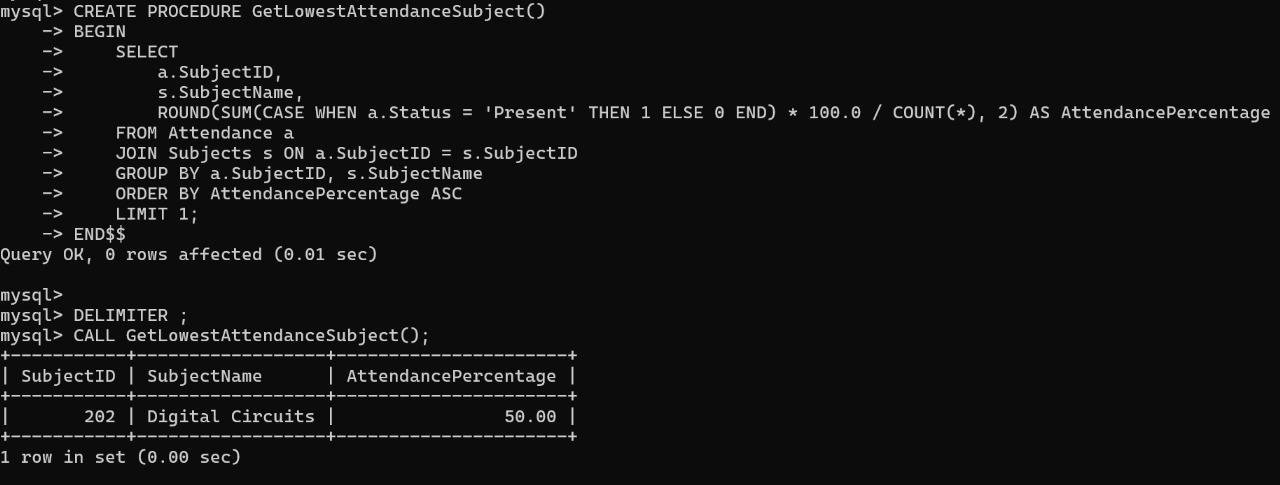 mysql> CREATE PROCEDURE GetLowestAttendanceSubject()
    -> BEGIN
    ->     SELECT
    ->         a.SubjectID,
    ->         s.SubjectName,
    ->         ROUND(SUM(CASE WHEN a.Status = 'Present' THEN 1 ELSE 0 END) * 100.0 / COUNT(*), 2) AS AttendancePercentage
    ->     FROM Attendance a
    ->     JOIN Subjects s ON a.SubjectID = s.SubjectID
    ->     GROUP BY a.SubjectID, s.SubjectName
    ->     ORDER BY AttendancePercentage ASC
    ->     LIMIT 1;
    -> END$$
Query OK, 0 rows affected (0.01 sec)

mysql>
mysql> DELIMITER ;
mysql> CALL GetLowestAttendanceSubject();
+-----------+------------------+----------------------+
| SubjectID | SubjectName      | AttendancePercentage |
+-----------+------------------+----------------------+
|       202 | Digital Circuits |                50.00 |
+-----------+------------------+----------------------+
1 row in set (0.00 sec)